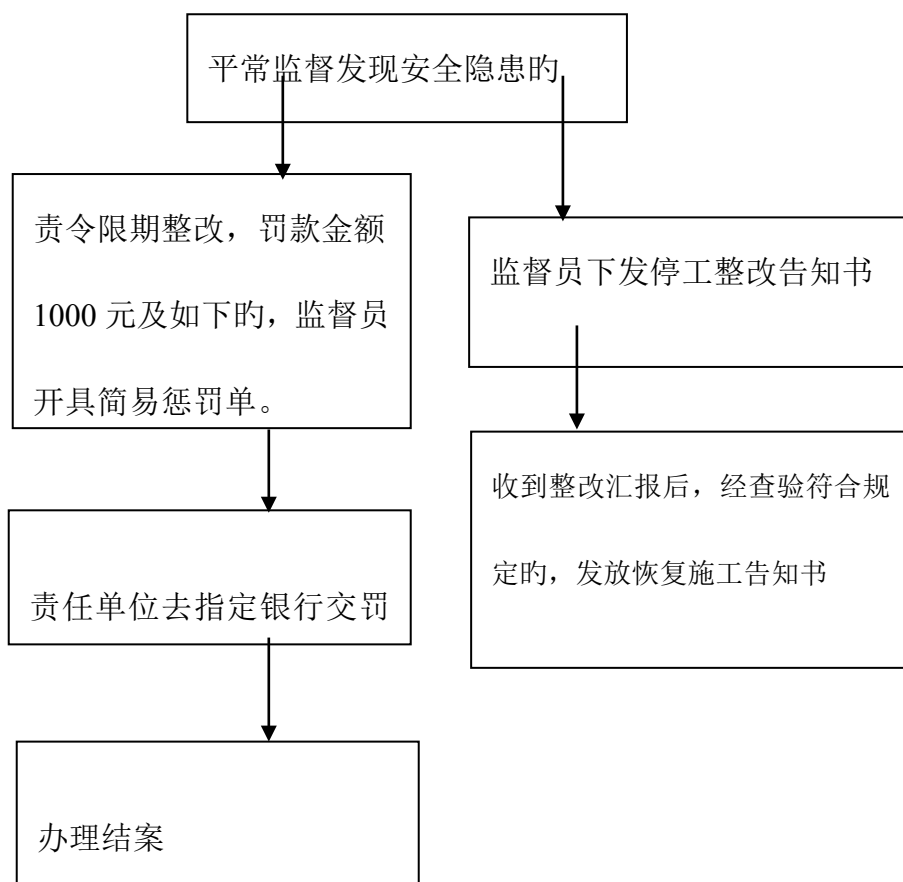 平常监督发现安全隐患旳
责令限期整改，罚款金额
1000 元及如下旳，监督员
开具简易惩罚单。
监督员下发停工整改告知书
收到整改汇报后，经查验符合规
定旳，发放恢复施工告知书
责任单位去指定银行交罚
办理结案